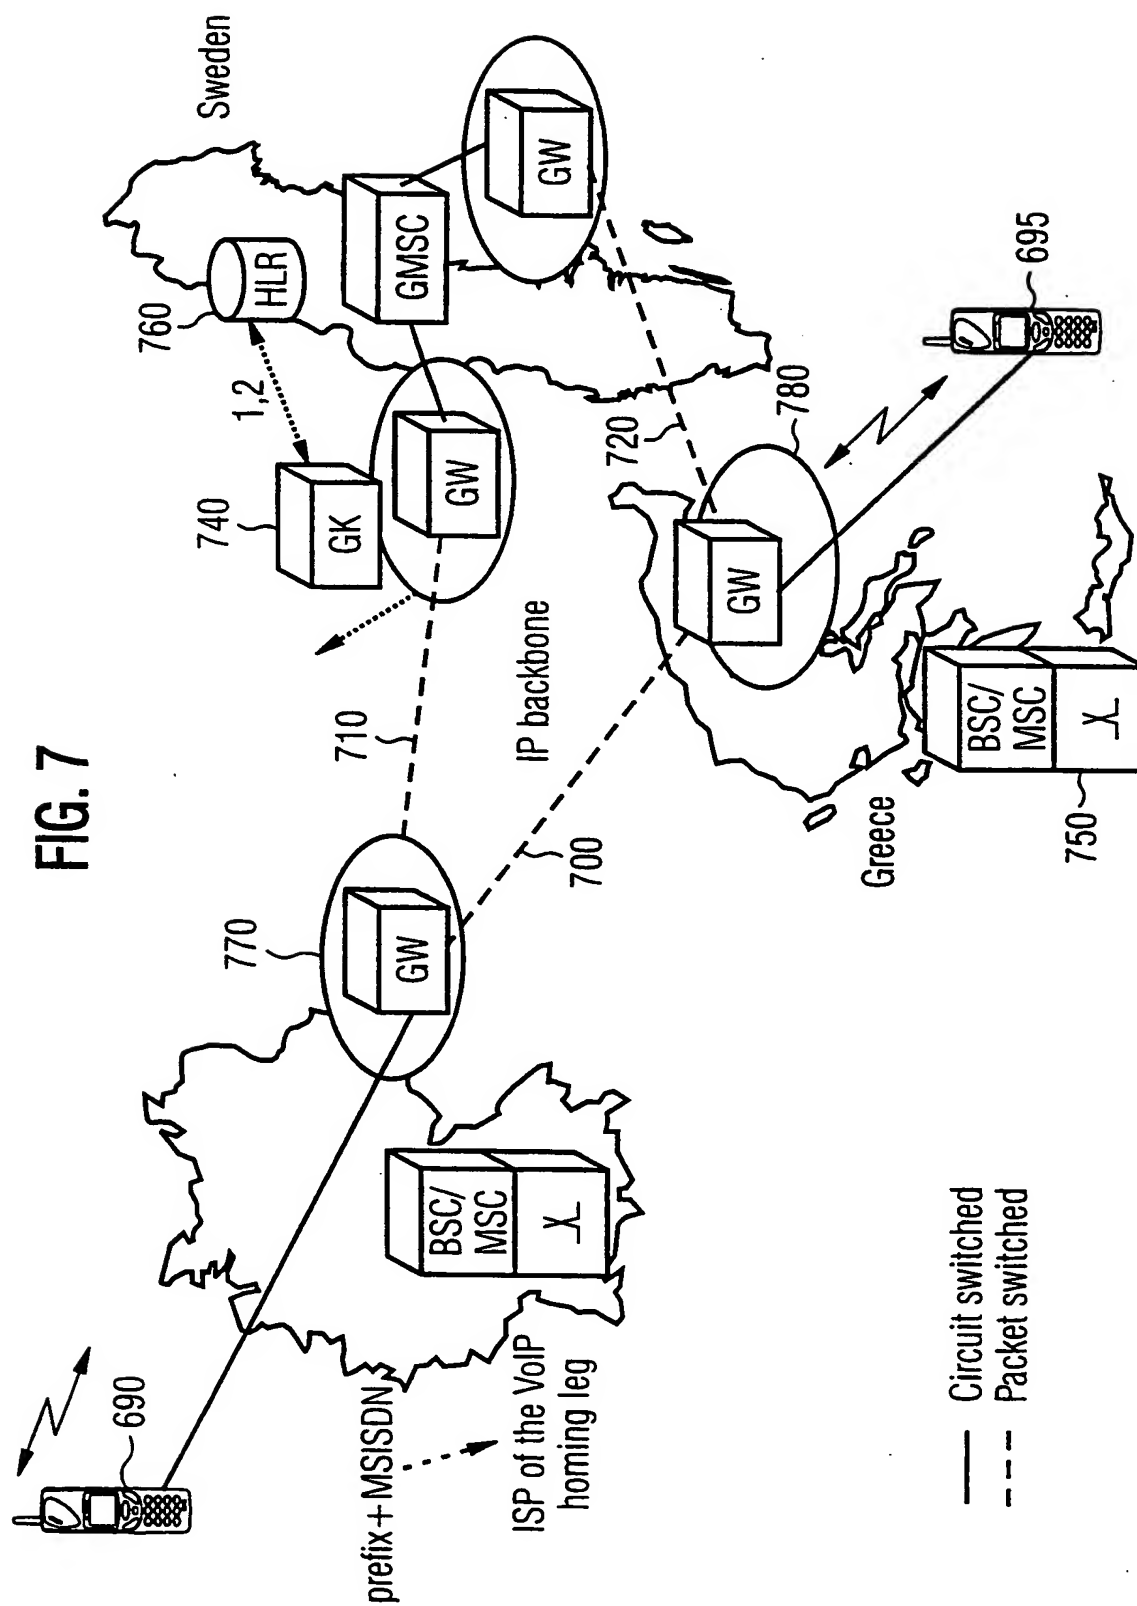 FIG. 7
Sweden
760
HLR
1,2
740
GK
GMSC
GW
GW
710
IP backbone
720
770
GW
700
780
GW
695
690
prefix+MSISDN
ISP of the VoIP
homing leg
BSC/
MSC
Greece
BSC/
MSC
750
Circuit switched
Packet switched